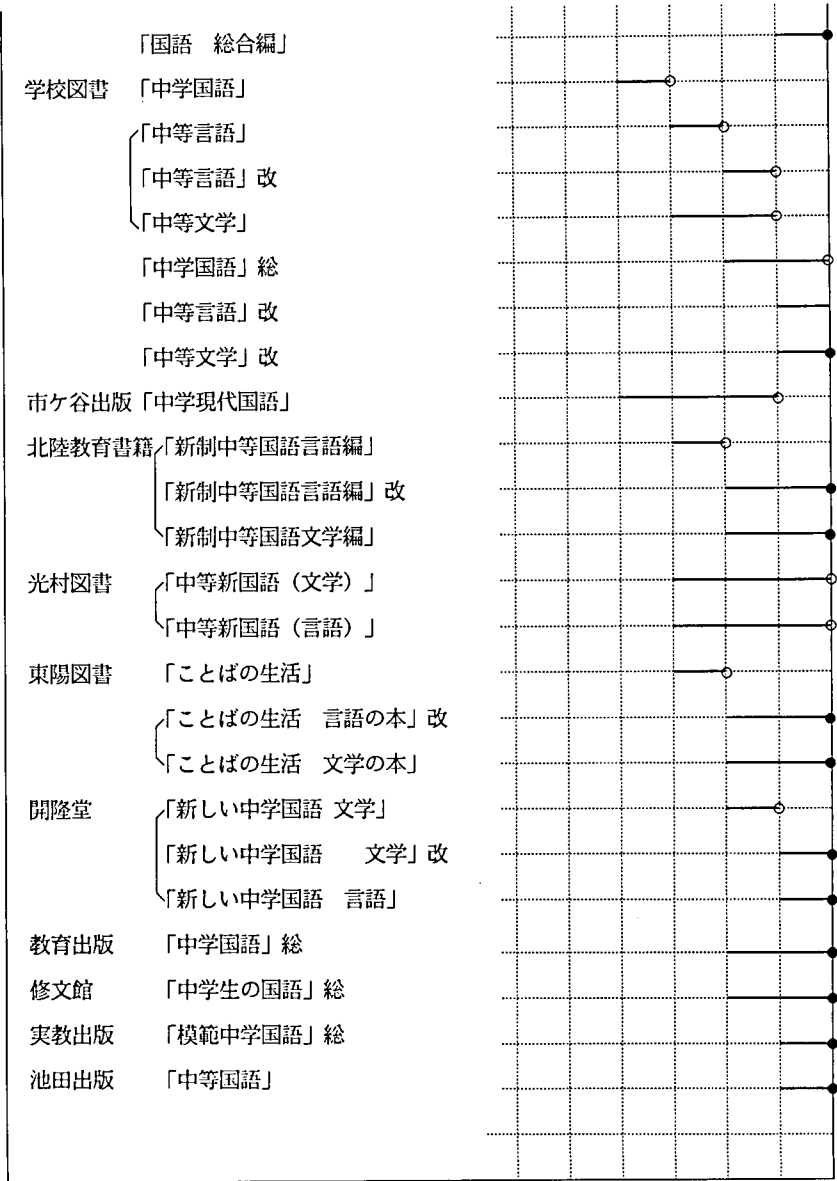 「国語　総合編」
学校図書　「中学国語」
「中等言語」
「中等言語」改
「中等文学」
「中学国語」総
「中等言語」改
「中等文学」改
市ケ谷出版「中学現代国語」
北陸教育書籍「新制中等国語言語編」
「新制中等国語言語編」改
「新制中等国語文学編」
光村図書　「中等新国語（文学）」
「中等新国語（言語）」
東陽図書　「ことばの生活」
「ことばの生活　言語の本」改
「ことばの生活　文学の本」
開隆堂　「新しい中学国語 文学」
「新しい中学国語　　文学」改
「新しい中学国語　言語」
教育出版　「中学国語」総
修文館　「中学生の国語」総
実教出版　「模範中学国語」総
池田出版　「中等国語」